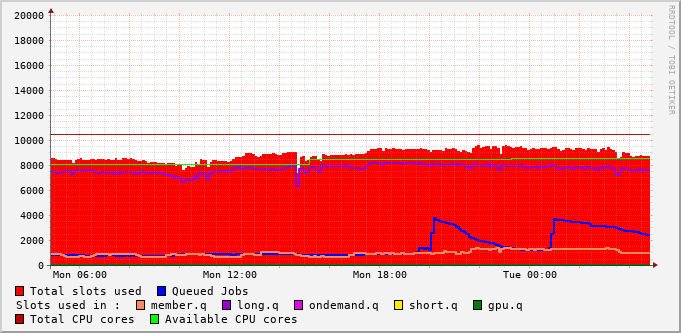 20000
18000
16000
14000
12000
10000
8000
6000
4000
2000
0
Mon 06:00 Mon 12:00 Mon 18:00 Tue 00:00
Total slots used Queued Jobs
Slots used in : member.q long.q ondemand.q short.q gpu.q
Total CPU cores Available CPU cores
RRDTOOL / TOBI OETIKER